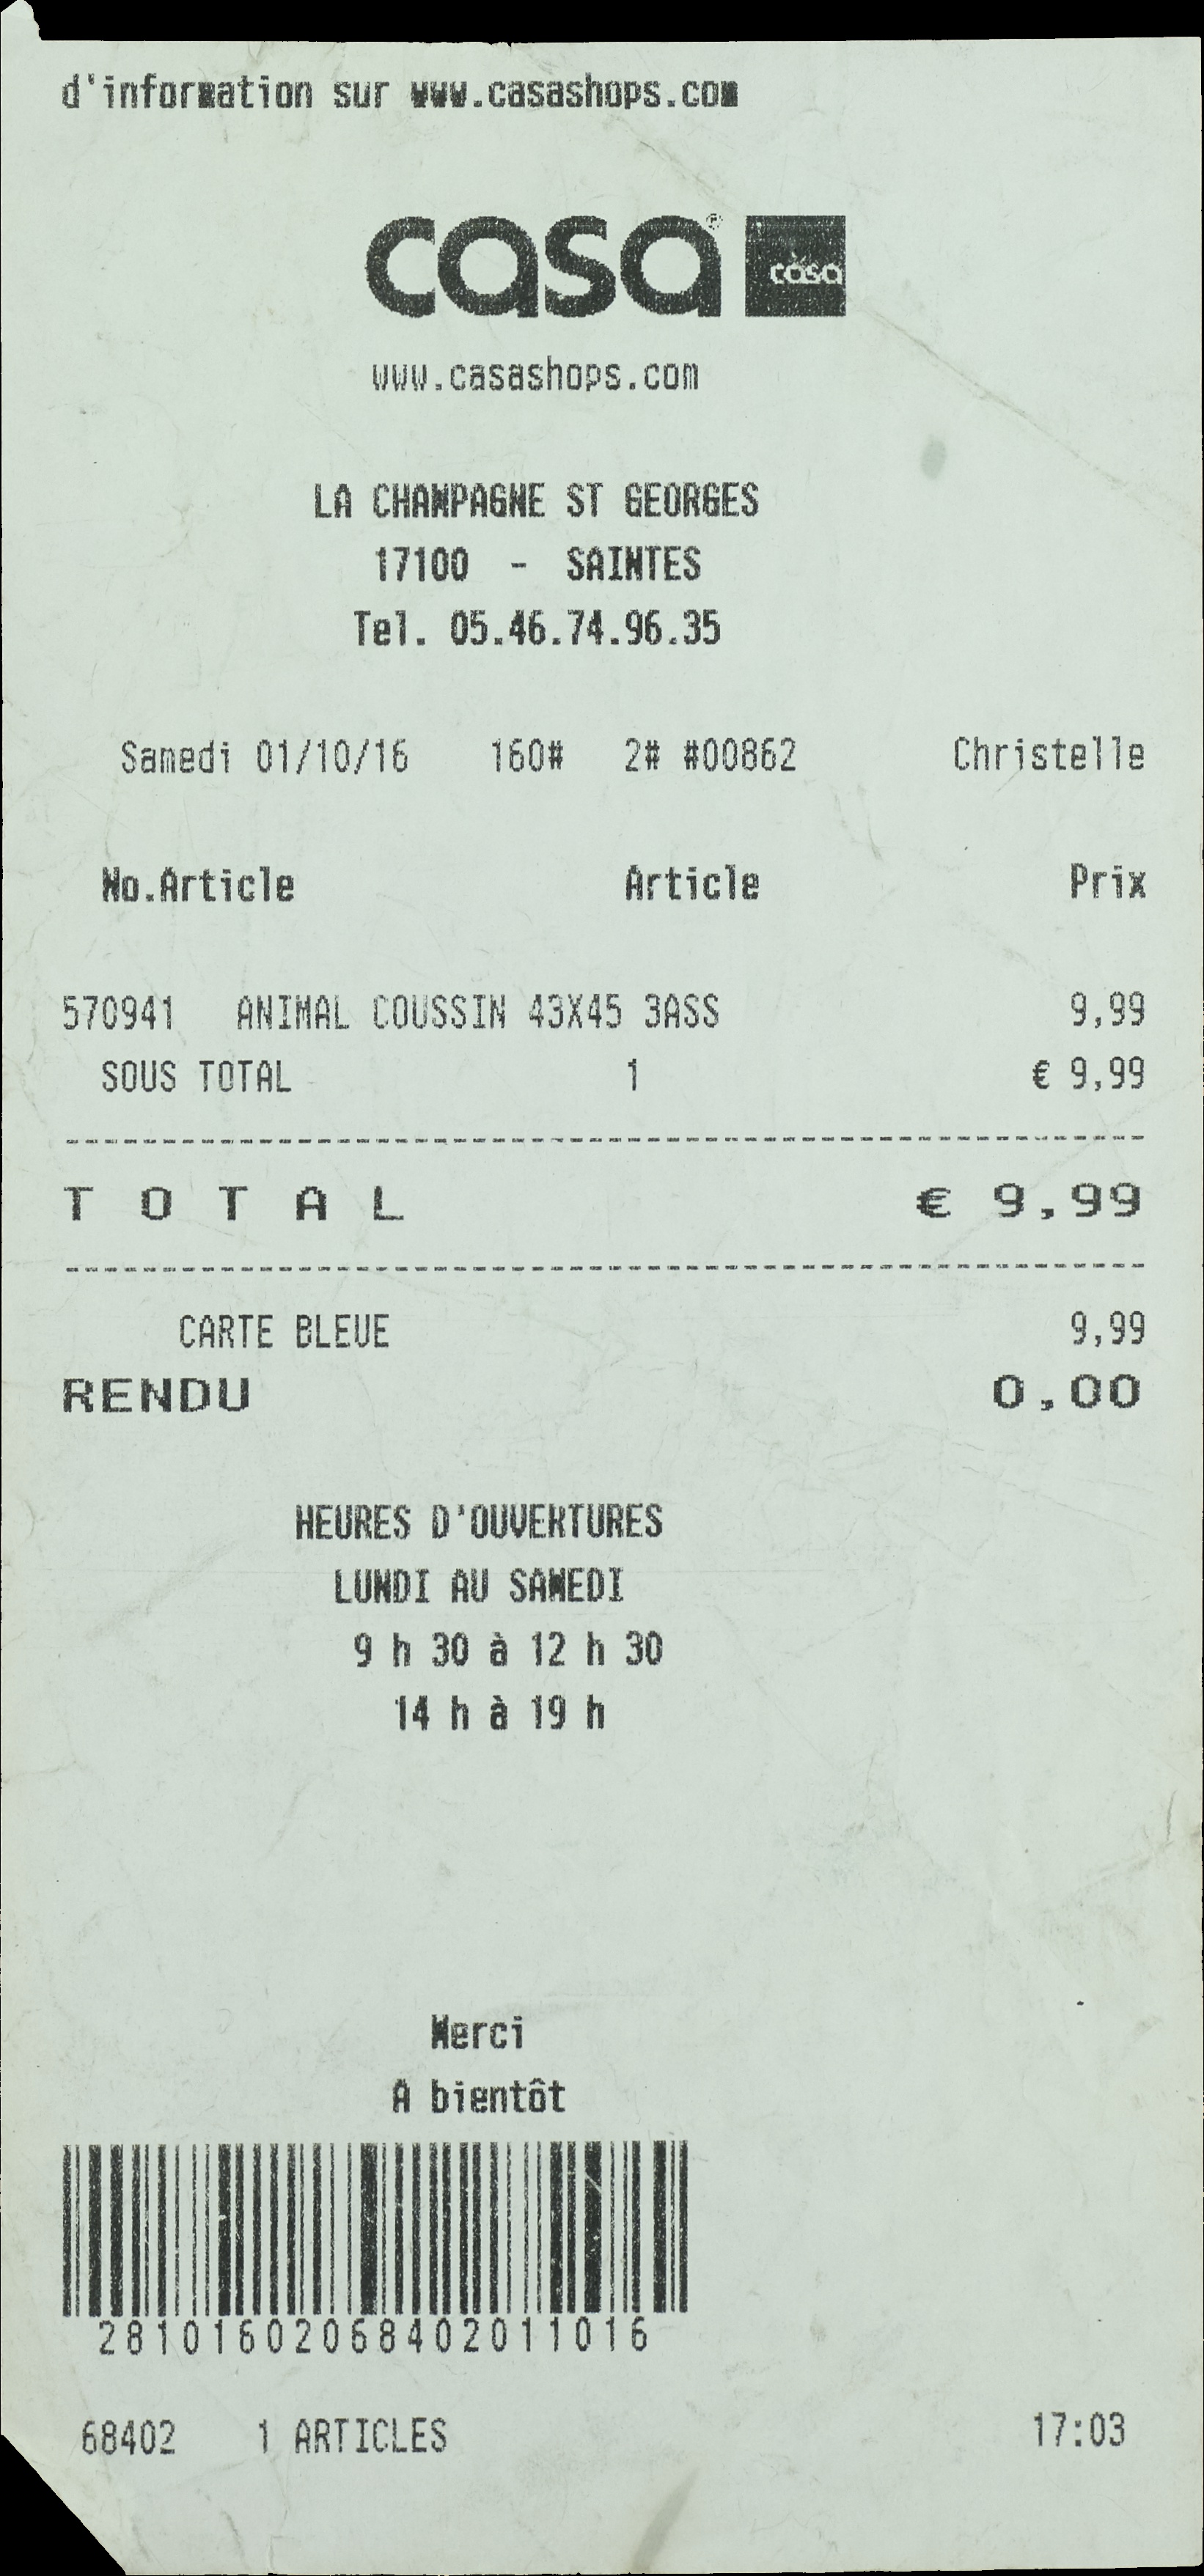 d'information sur www.casashops.com
casa® casa
www.casashops.com
LA CHAMPAGNE ST GEORGES
17100 - SAINTES
Tel. 05.46.74.96.35
Samedi 01/10/16 160# 2# #00862 Christelle
No.Article Article Prix
570941 ANIMAL COUSSIN 43X45 3ASS 9,99
SOUS TOTAL 1 € 9,99
TOTAL € 9,99
CARTE BLEUE 9,99
RENDU 0,00
HEURES D'OUVERTURES
LUNDI AU SAMEDI
9 h 30 à 12 h 30
14 h à 19 h
Merci
A bientôt
28101602068402011016
68402 1 ARTICLES 17:03